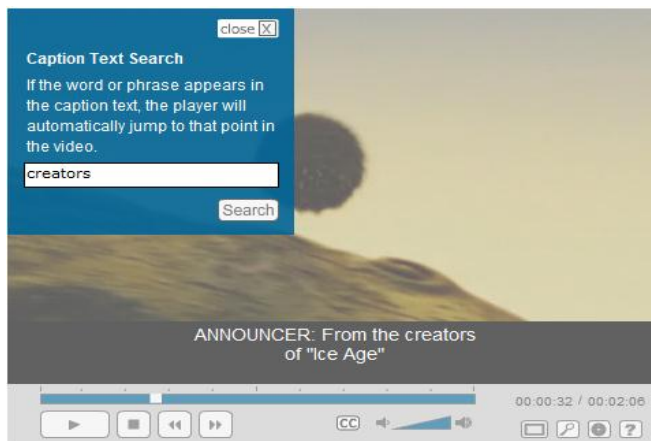 close X
Caption Text Search
If the word or phrase appears in
the caption text, the player will
automatically jump to that point in
the video.
creators
Search
ANNOUNCER: From the creators
of "Ice Age"
00:00:32 / 00:02:06
CC
?